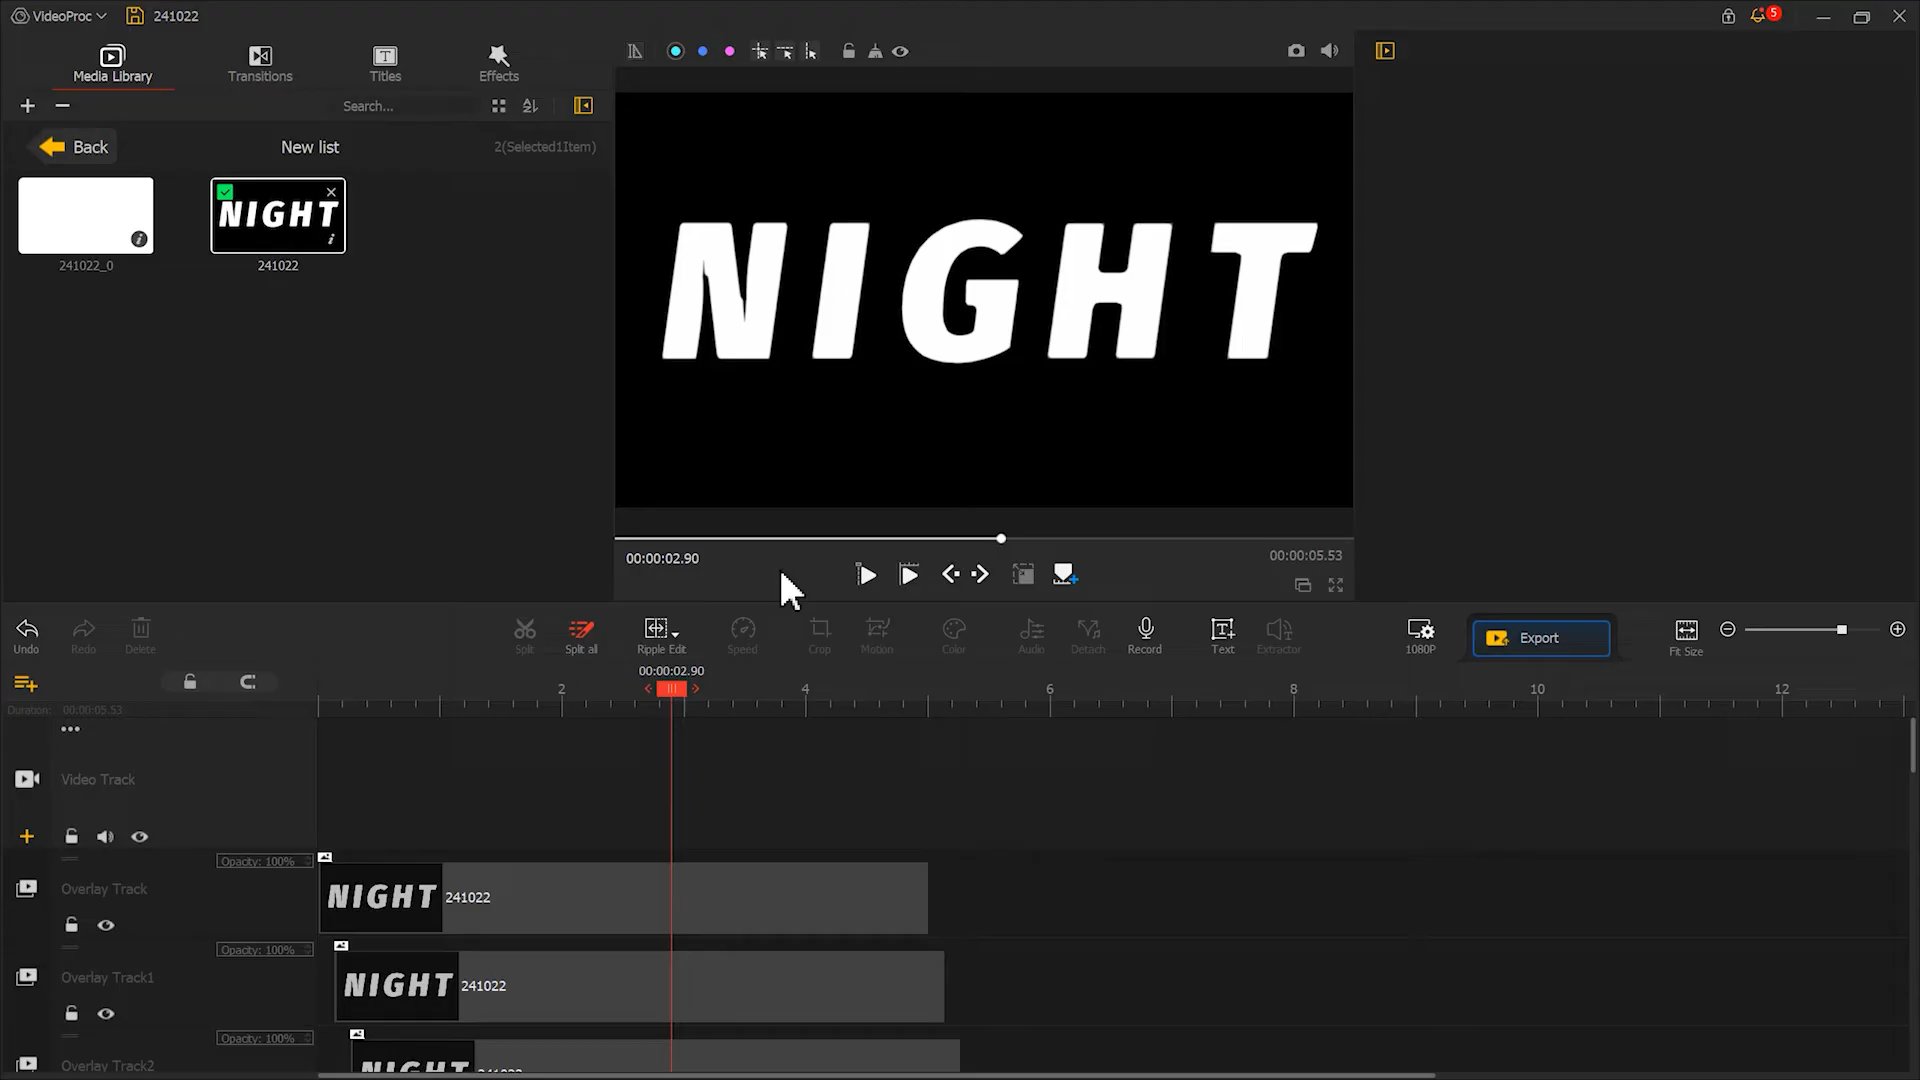 VideoProc 241022 5
Media Library Transitions Titles Effects
Search...
Back New list 2(Selected1Item)
NIGHT
241022_0 241022
NIGHT
00:00:02.90 00:00:05.53
Undo Redo Delete Split Split all Ripple Edit Speed Crop Motion Color Audio Detach Record Text Extractor 1080P Export Fit Size
00:00:02.90
2 4 6 8 10 12
Duration: 00:00:05.53
Video Track
Opacity: 100%
Overlay Track NIGHT 241022
Opacity: 100%
Overlay Track1 NIGHT 241022
Opacity: 100%
Overlay Track2 NIGHT 241022